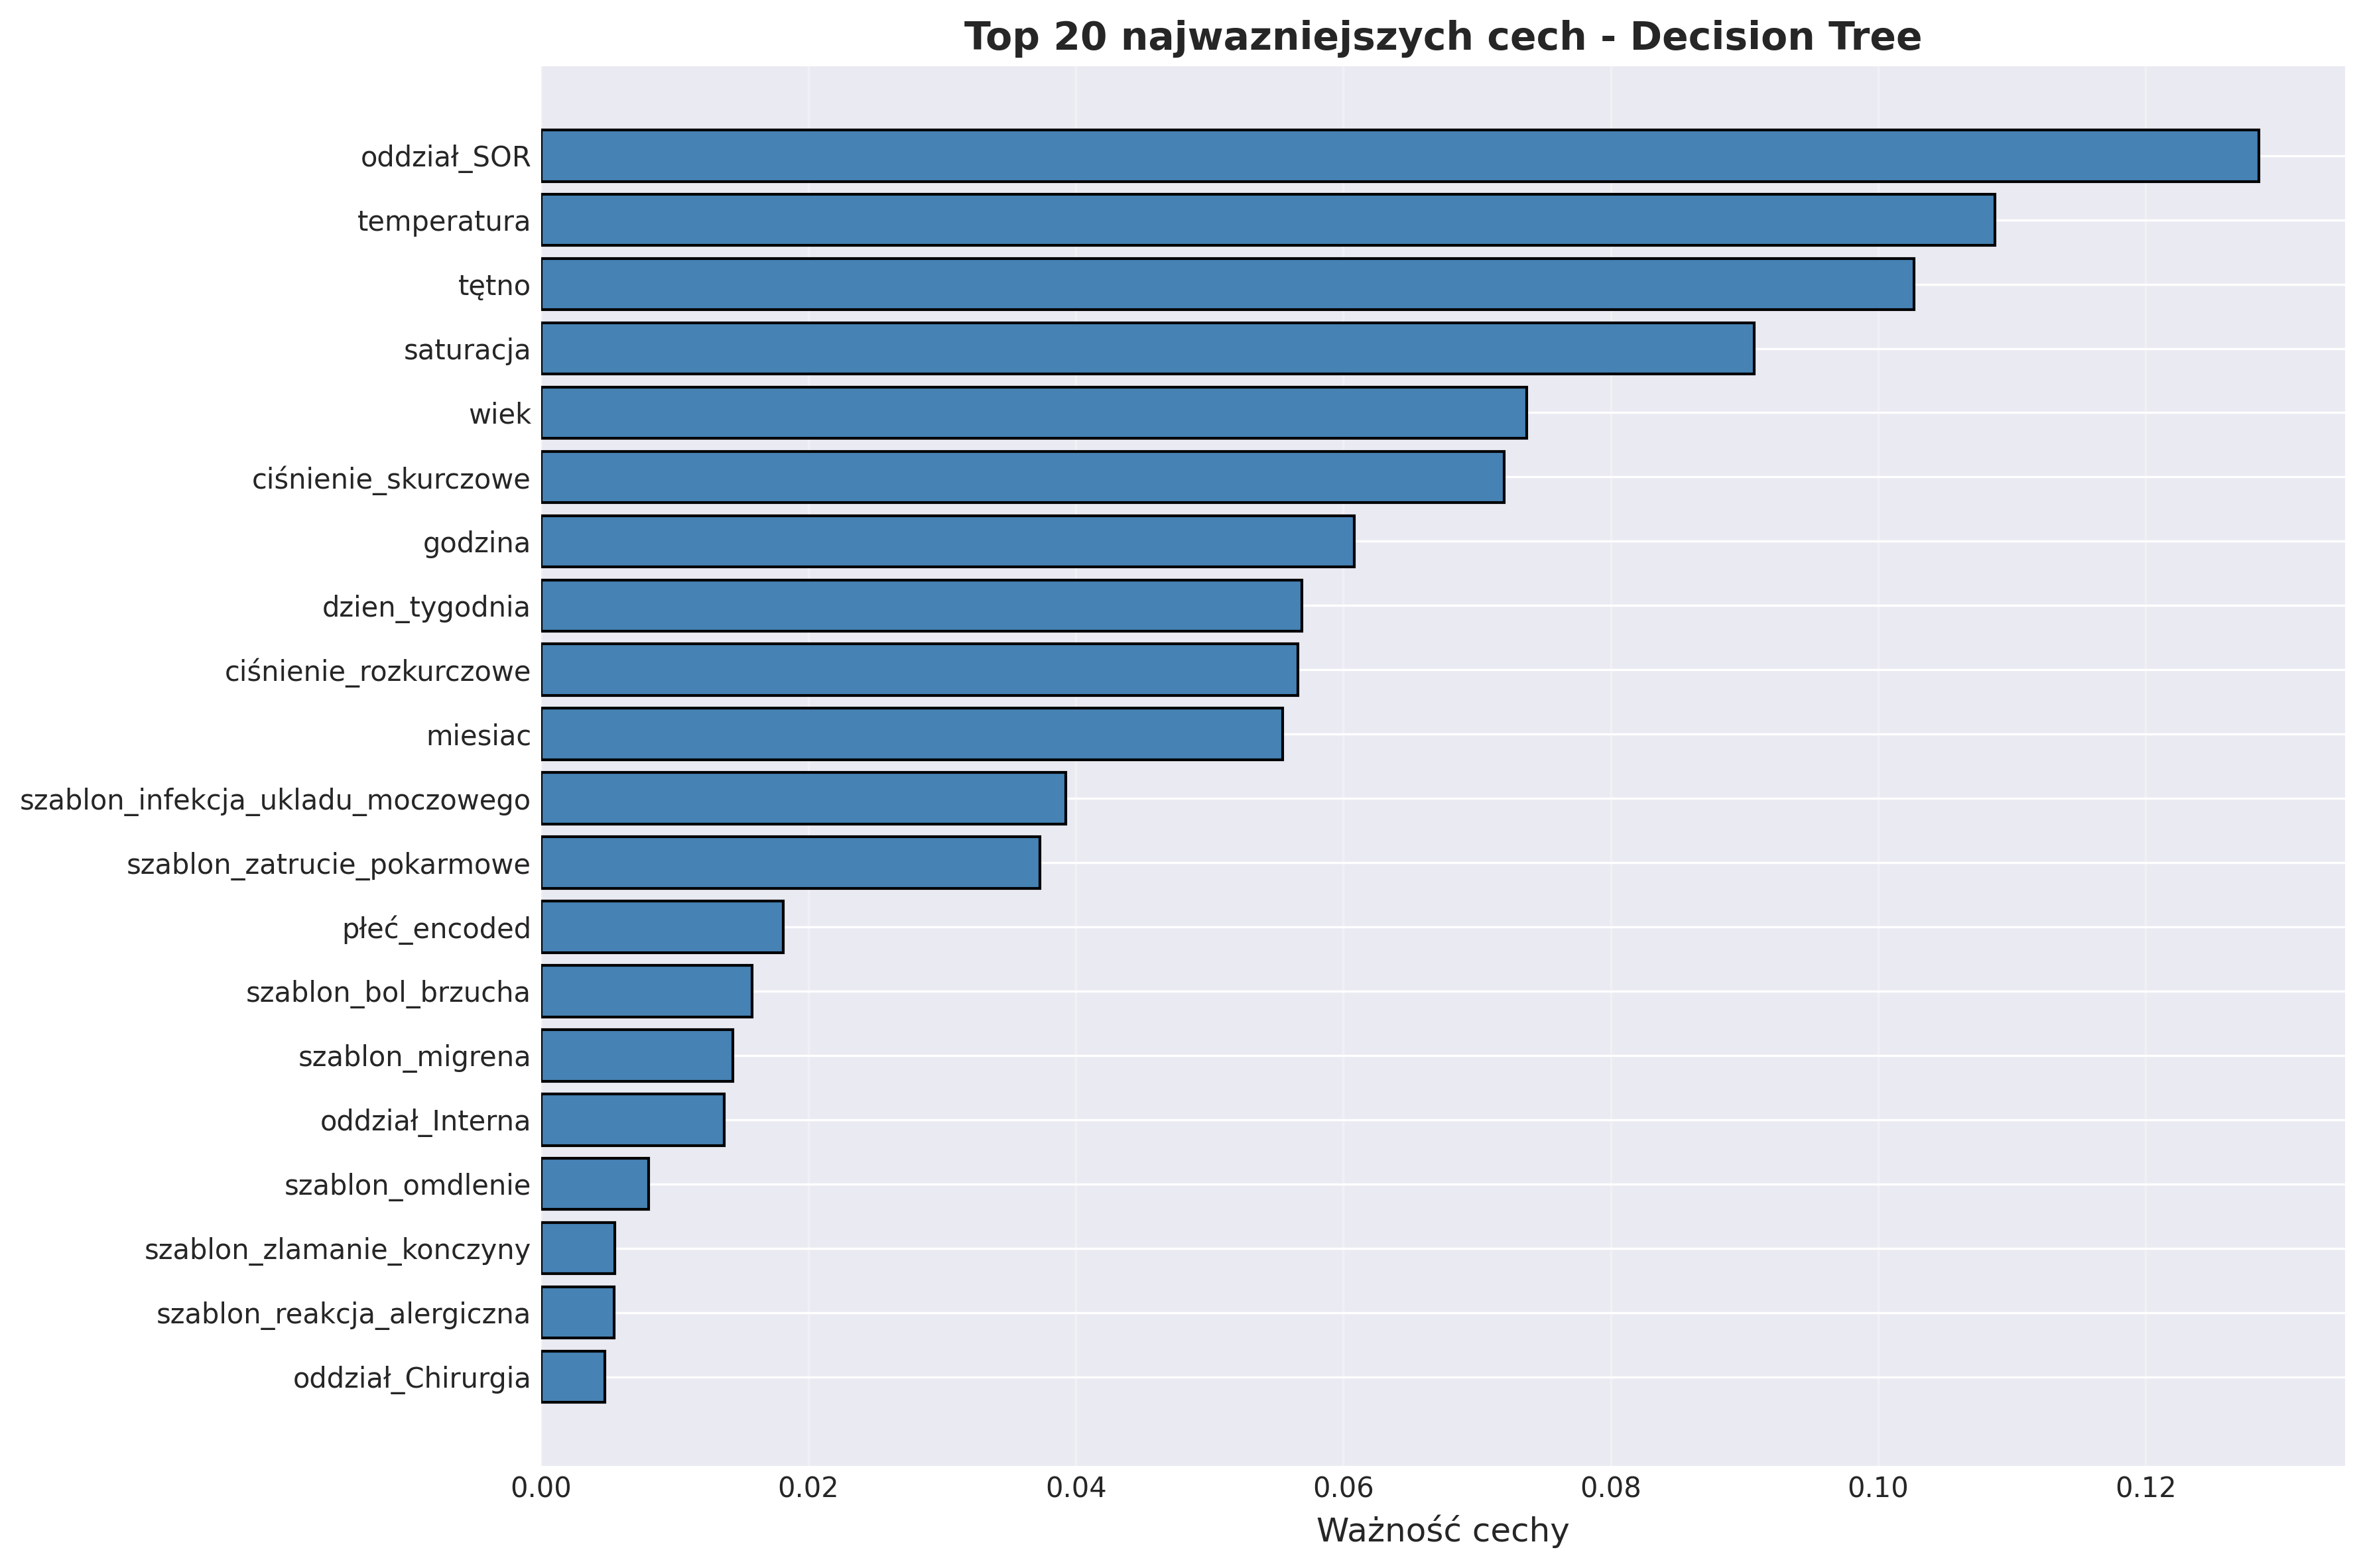 Top 20 najwazniejszych cech - Decision Tree
oddział_SOR
temperatura
tętno
saturacja
wiek
ciśnienie_skurczowe
godzina
dzien_tygodnia
ciśnienie_rozkurczowe
miesiac
szablon_infekcja_ukladu_moczowego
szablon_zatrucie_pokarmowe
płeć_encoded
szablon_bol_brzucha
szablon_migrena
oddział_Interna
szablon_omdlenie
szablon_zlamanie_konczyny
szablon_reakcja_alergiczna
oddział_Chirurgia
0.00 0.02 0.04 0.06 0.08 0.10 0.12
Ważność cechy